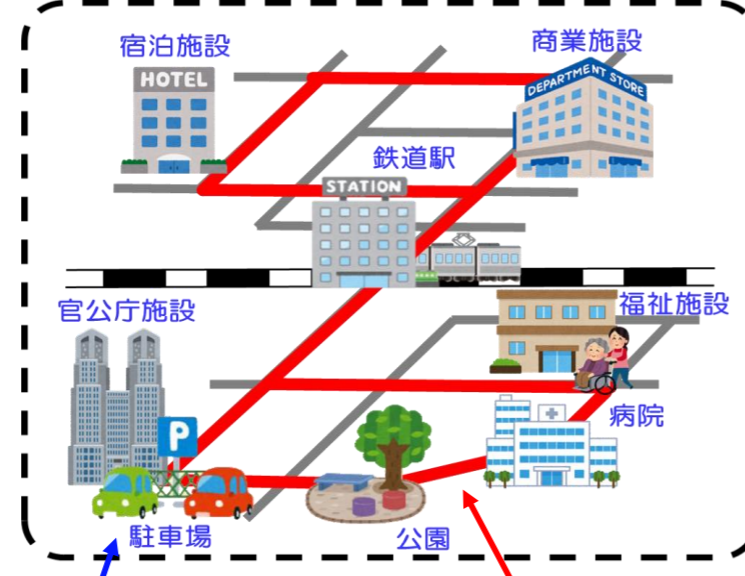 宿泊施設
商業施設
HOTEL
DEPARTMENT STORE
鉄道駅
STATION
官公庁施設
福祉施設
P
病院
駐車場
公園